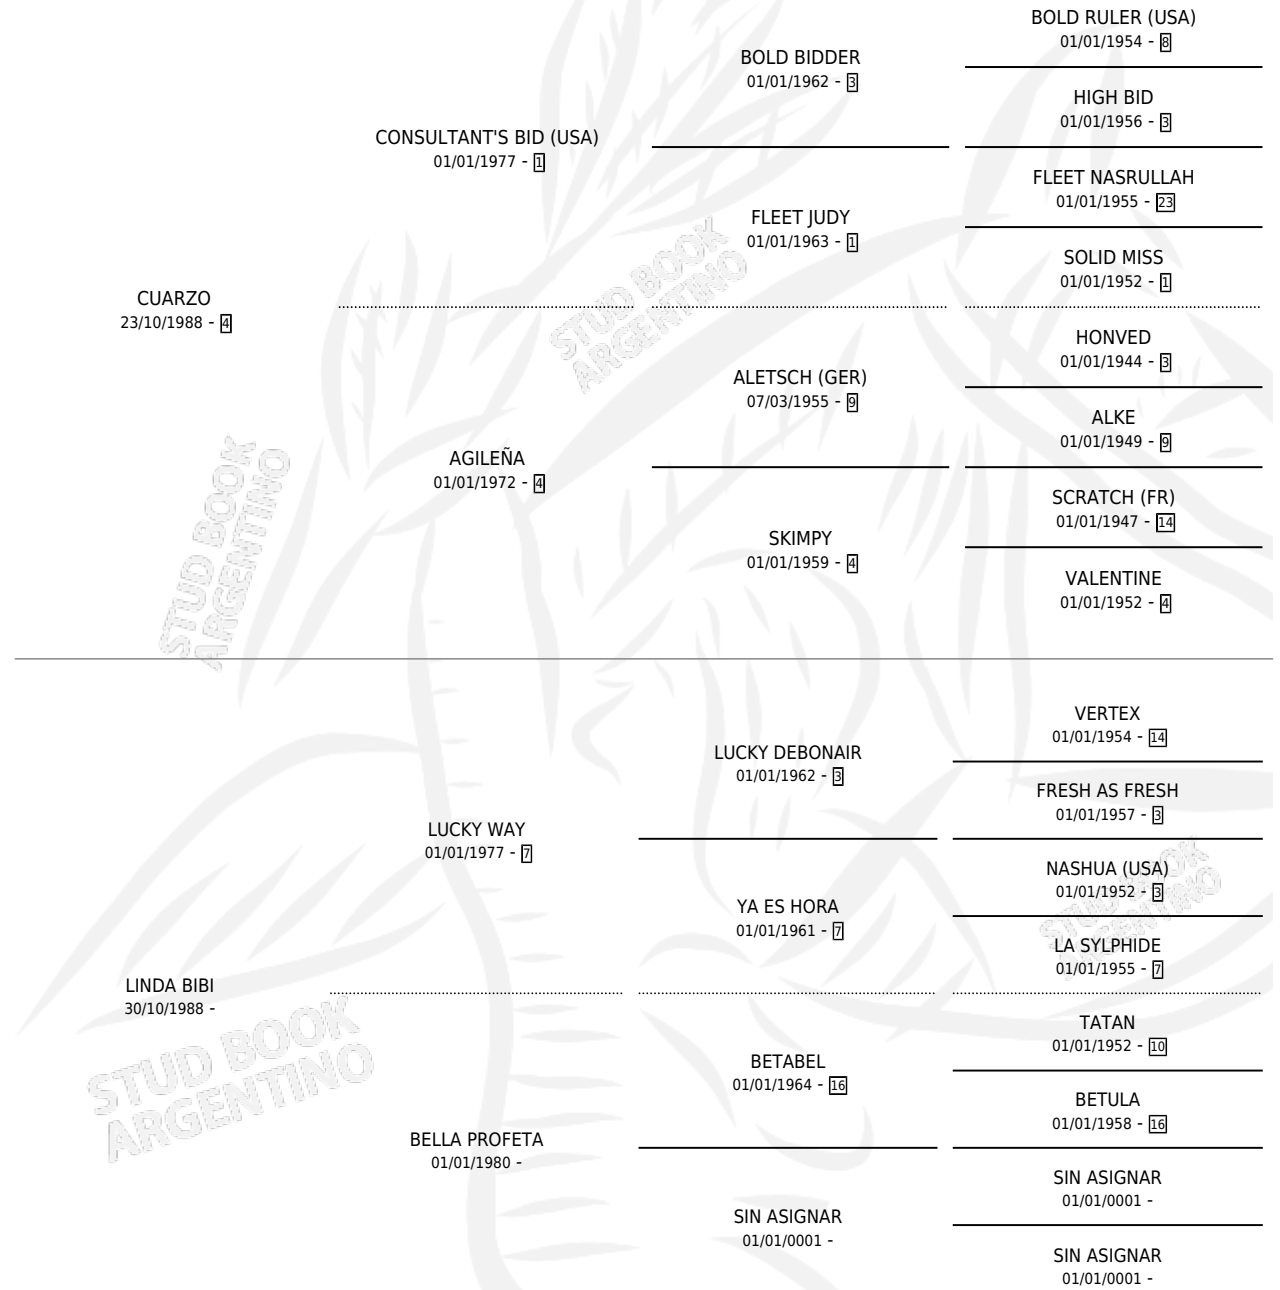 BOLD RULER (USA)
01/01/1954 - 8
BOLD BIDDER
01/01/1962 - 3
HIGH BID
01/01/1956 - 3
CONSULTANT'S BID (USA)
01/01/1977 - 1
FLEET NASRULLAH
01/01/1955 - 23
FLEET JUDY
01/01/1963 - 1
SOLID MISS
01/01/1952 - 1
CUARZO
23/10/1988 - 4
HONVED
01/01/1944 - 3
ALETSCH (GER)
07/03/1955 - 9
ALKE
01/01/1949 - 9
AGILEÑA
01/01/1972 - 4
SCRATCH (FR)
01/01/1947 - 14
SKIMPY
01/01/1959 - 4
VALENTINE
01/01/1952 - 4
VERTEX
01/01/1954 - 14
LUCKY DEBONAIR
01/01/1962 - 3
FRESH AS FRESH
01/01/1957 - 3
LUCKY WAY
01/01/1977 - 7
NASHUA (USA)
01/01/1952 - 3
YA ES HORA
01/01/1961 - 7
LA SYLPHIDE
01/01/1955 - 7
LINDA BIBI
30/10/1988 -
TATAN
01/01/1952 - 10
BETABEL
01/01/1964 - 16
BETULA
01/01/1958 - 16
BELLA PROFETA
01/01/1980 -
SIN ASIGNAR
01/01/0001 -
SIN ASIGNAR
01/01/0001 -
SIN ASIGNAR
01/01/0001 -
STUD BOOK
ARGENTINO
STUD BOOK
ARGENTINO
STUD BOOK
ARGENTINO
STUD BOOK
ARGENTINO